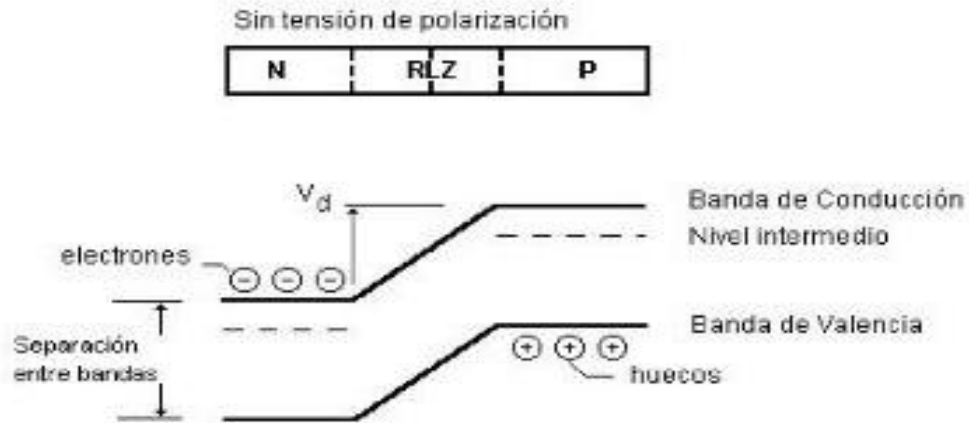 Sin tensión de polarización
N RLZ P
Vd
Banda de Conducción
Nivel intermedio
electrones
Banda de Valencia
Separación
entre bandas
huecos